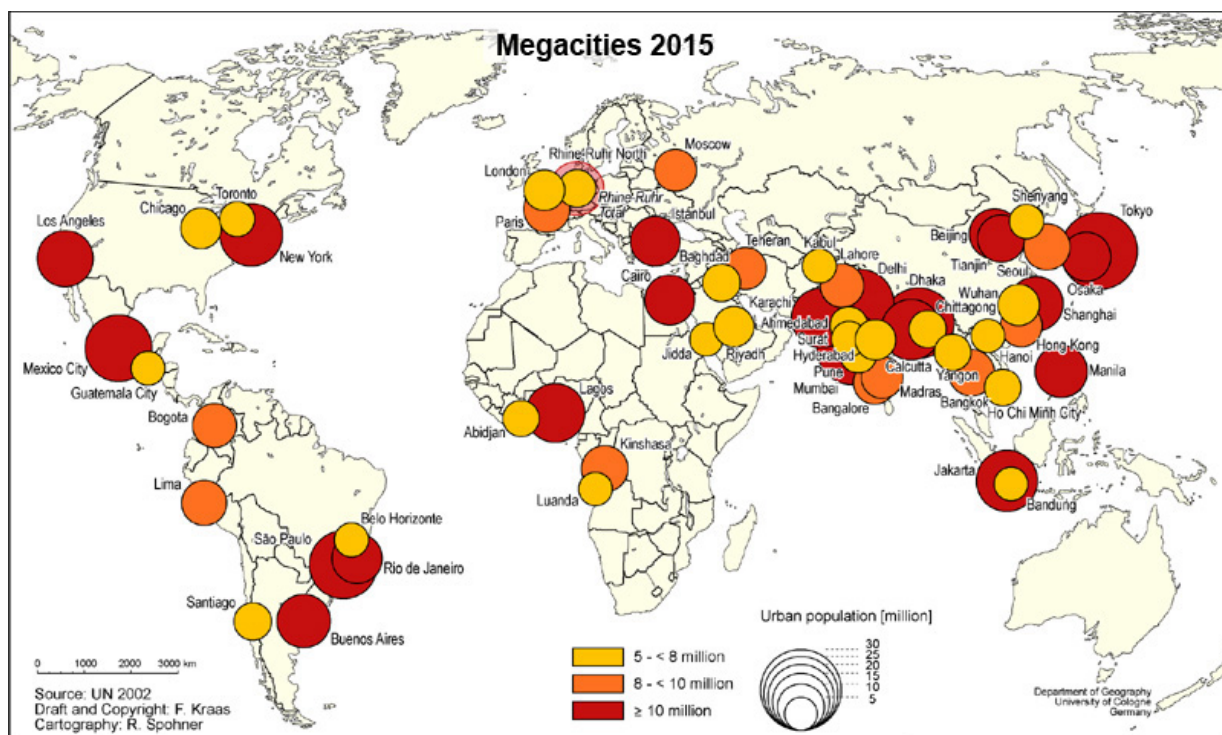 Megacities 2015
Rhine-Ruhr North
Moscow
London
Rhine-Ruhr
Total
Paris
Istanbul
Toronto
Chicago
Los Angeles
New York
Mexico City
Guatemala City
Bogota
Lima
Belo Horizonte
São Paulo
Rio de Janeiro
Santiago
Buenos Aires
Baghdad
Teheran
Cairo
Kabul
Lahore
Delhi
Dhaka
Karachi
Ahmedabad
Surat
Hyderabad
Pune
Mumbai
Bangalore
Calcutta
Madras
Chittagong
Yangon
Bangkok
Jidda
Riyadh
Lagos
Abidjan
Kinshasa
Luanda
Shenyang
Tokyo
Beijing
Tianjin
Seoul
Osaka
Wuhan
Shanghai
Hong Kong
Hanoi
Manila
Ho Chi Minh City
Jakarta
Bandung
0 1000 2000 3000 km
Source: UN 2002
Draft and Copyright: F. Kraas
Cartography: R. Spohner
5 - < 8 million
8 - < 10 million
≥ 10 million
Urban population [million]
30
25
20
15
10
5
Department of Geography
University of Cologne
Germany